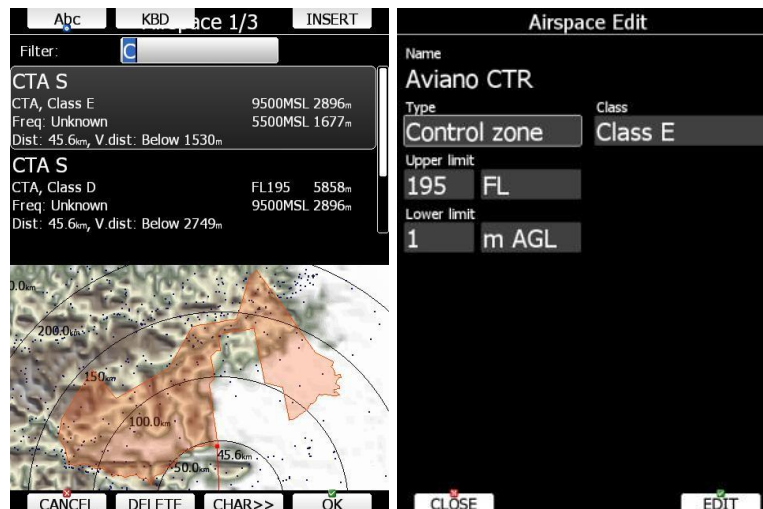 Abc KBD Airspace 1/3 INSERT
Filter: C
CTA S
CTA, Class E 9500MSL 2896m
Freq: Unknown 5500MSL 1677m
Dist: 45.6km, V.dist: Below 1530m
CTA S
CTA, Class D FL195 5858m
Freq: Unknown 9500MSL 2896m
Dist: 45.6km, V.dist: Below 2749m
0.0km
200.0km
150km
100.0km
45.6km
50.0km
CANCEL DELETE CHAR>> OK
Airspace Edit
Name
Aviano CTR
Type Class
Control zone Class E
Upper limit
195 FL
Lower limit
1 m AGL
CLOSE EDIT